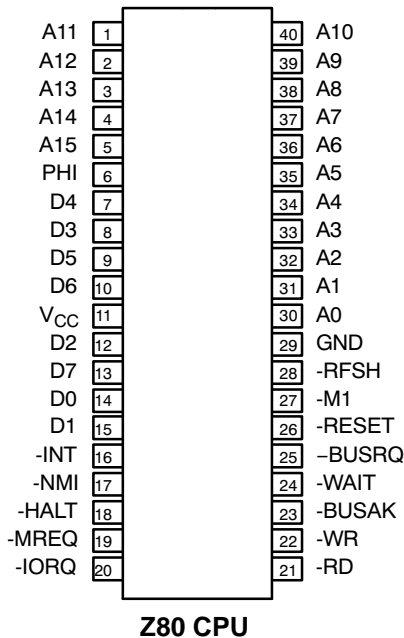 A11 1 40 A10
A12 2 39 A9
A13 3 38 A8
A14 4 37 A7
A15 5 36 A6
PHI 6 35 A5
D4 7 34 A4
D3 8 33 A3
D5 9 32 A2
D6 10 31 A1
VCC 11 30 A0
D2 12 29 GND
D7 13 28 -RFSH
D0 14 27 -M1
D1 15 26 -RESET
-INT 16 25 –BUSRQ
-NMI 17 24 -WAIT
-HALT 18 23 -BUSAK
-MREQ 19 22 -WR
-IORQ 20 21 -RD
Z80 CPU